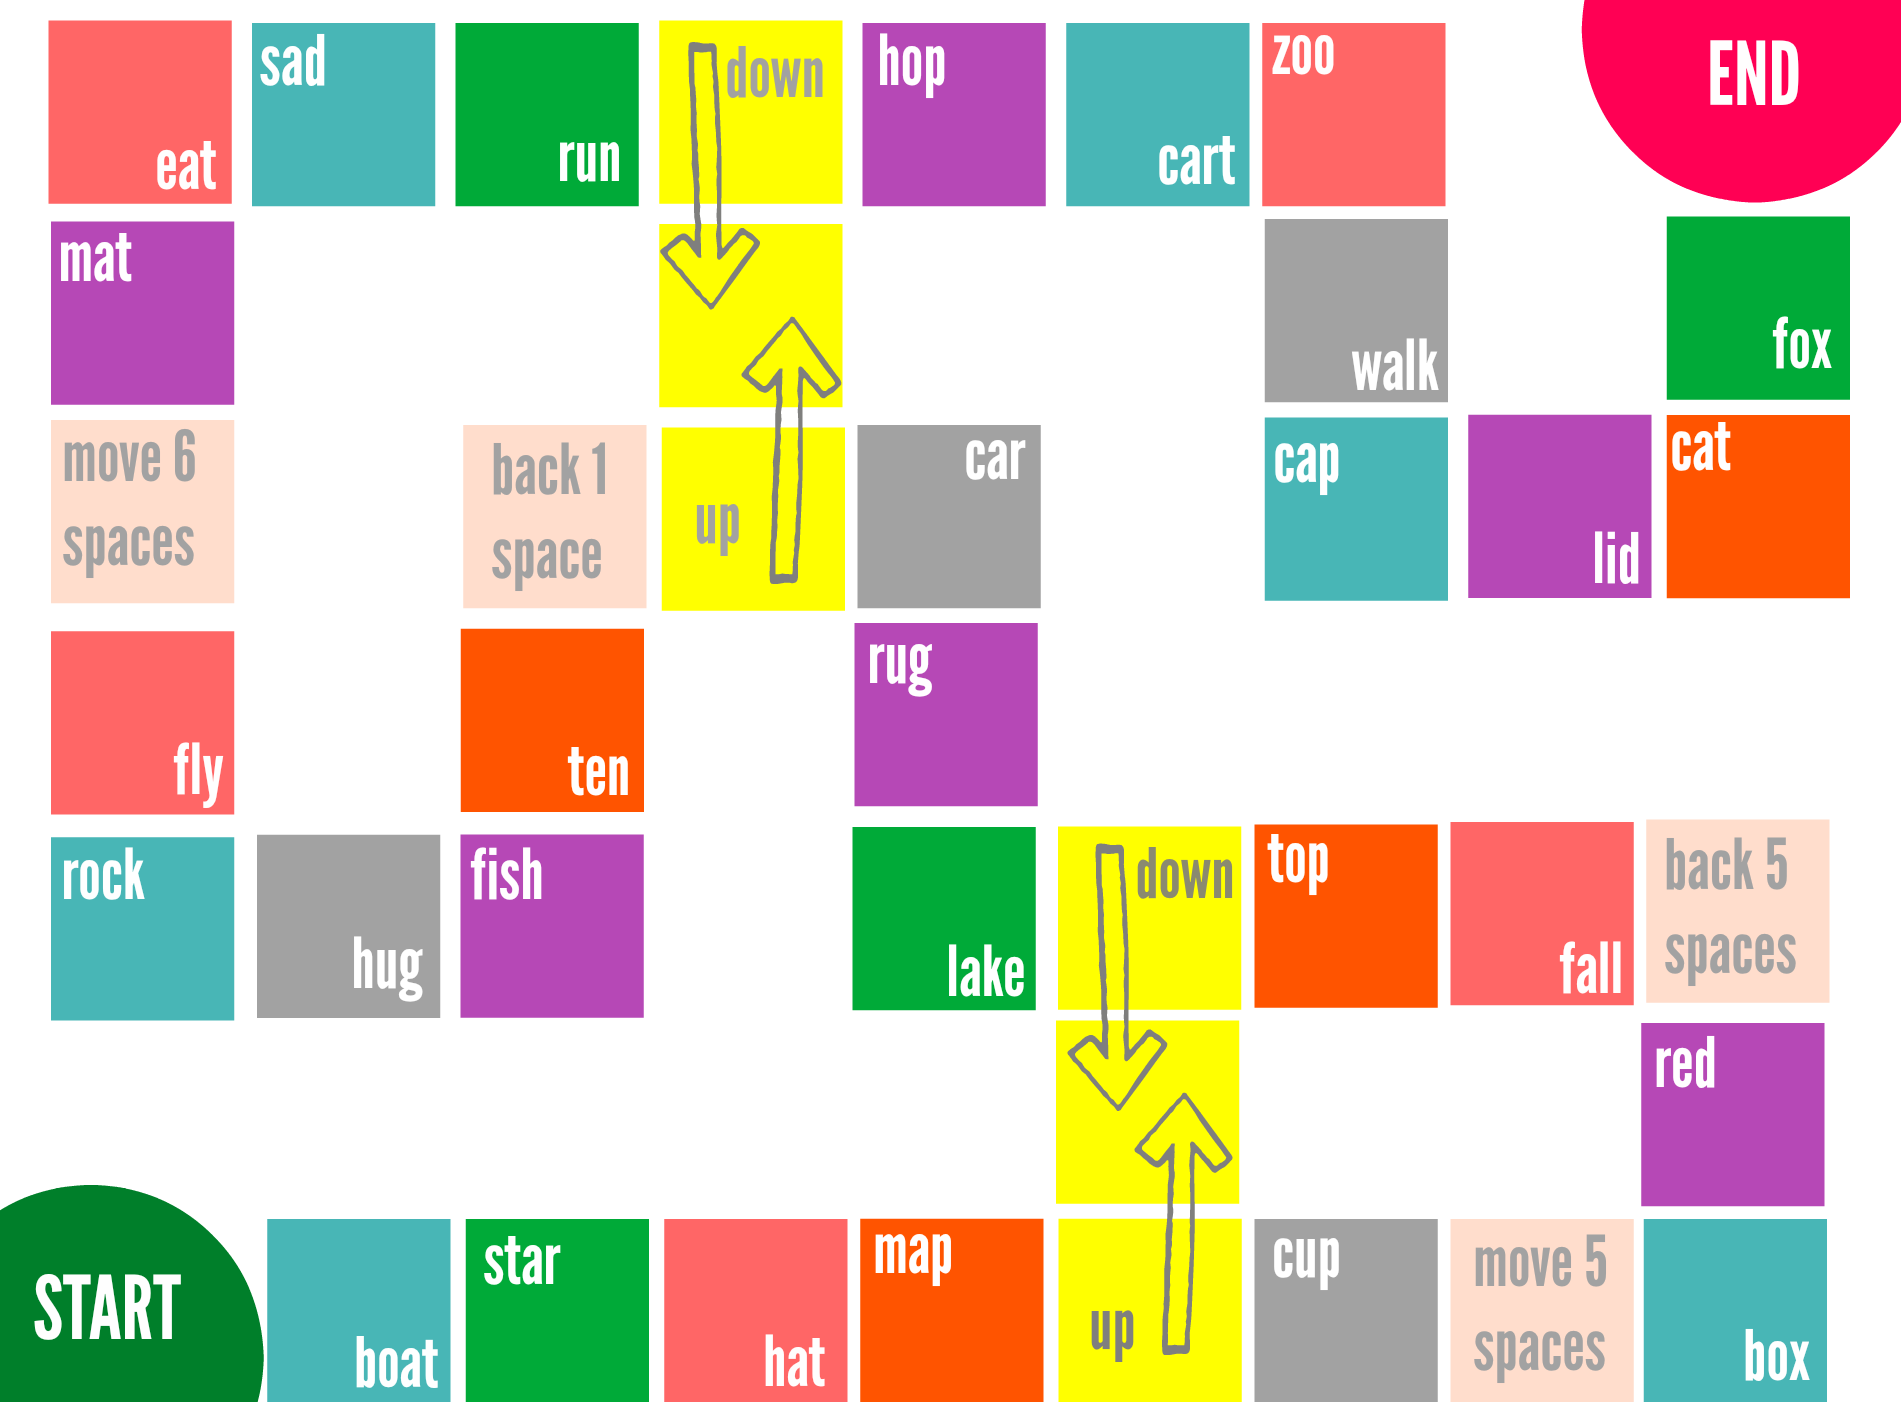 eat
sad
run
down
hop
cart
zoo
END
mat
walk
fox
move 6
spaces
back 1
space
up
car
cap
lid
cat
fly
ten
rug
rock
hug
fish
lake
down
top
fall
back 5
spaces
red
START
boat
star
hat
map
up
cup
move 5
spaces
box